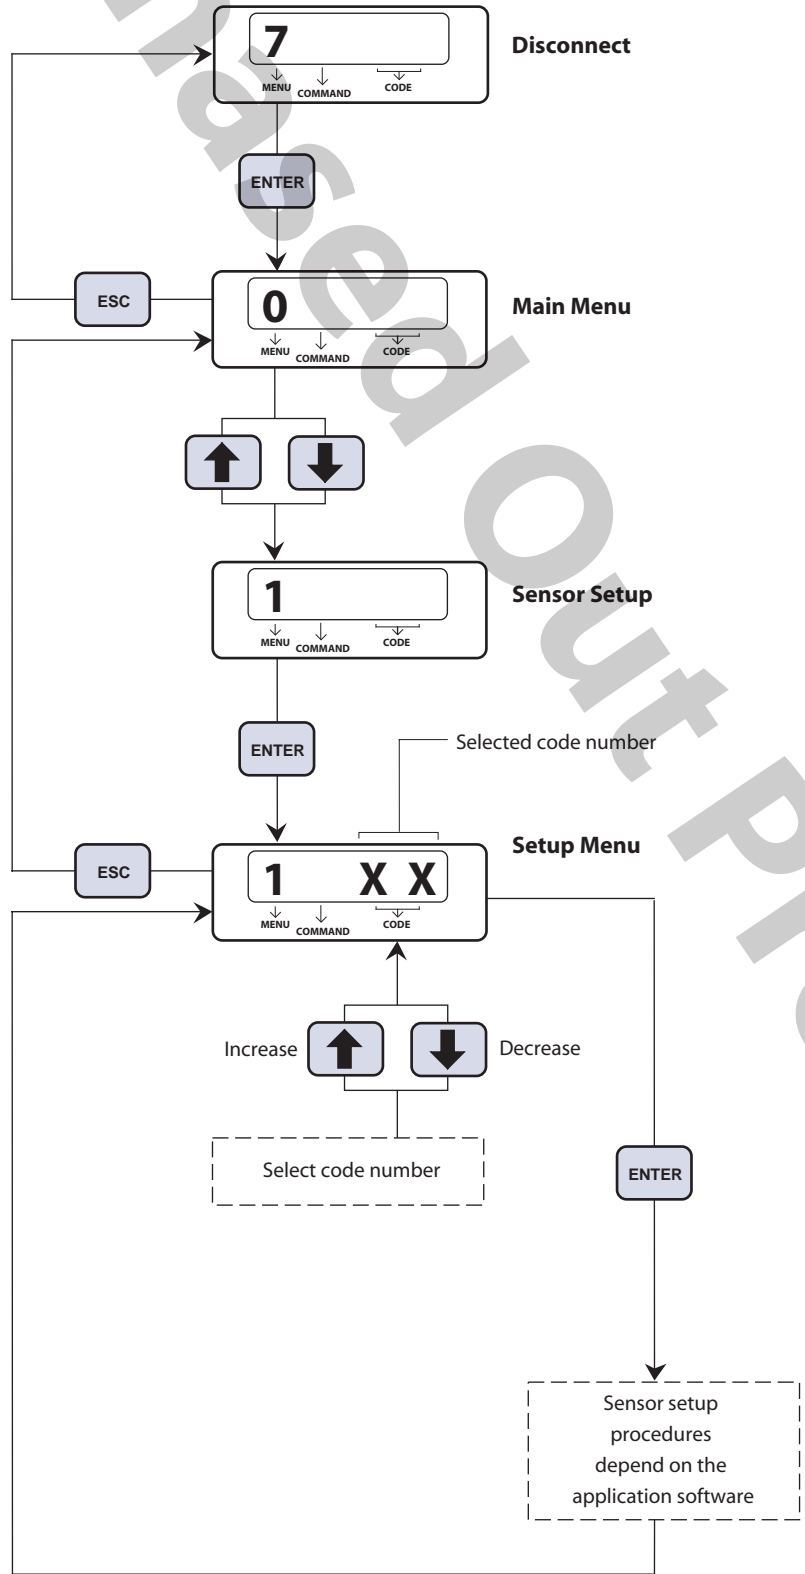 7
Disconnect
MENU COMMAND CODE
ENTER
ESC
0
Main Menu
MENU COMMAND CODE
1
Sensor Setup
MENU COMMAND CODE
ENTER
Selected code number
Setup Menu
ESC
1 X X
MENU COMMAND CODE
Increase
Decrease
Select code number
ENTER
Sensor setup
procedures
depend on the
application software